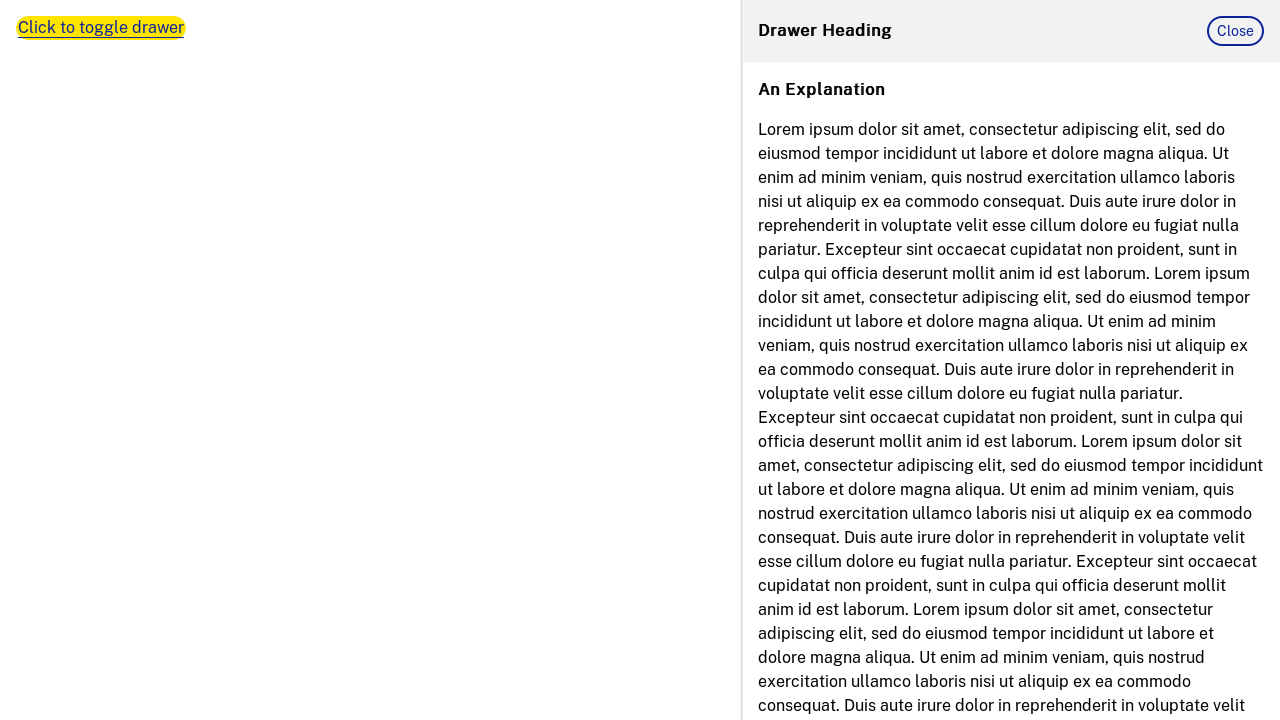 Click to toggle drawer
Drawer Heading
Close
An Explanation
Lorem ipsum dolor sit amet, consectetur adipiscing elit, sed do
eiusmod tempor incididunt ut labore et dolore magna aliqua. Ut
enim ad minim veniam, quis nostrud exercitation ullamco laboris
nisi ut aliquip ex ea commodo consequat. Duis aute irure dolor in
reprehenderit in voluptate velit esse cillum dolore eu fugiat nulla
pariatur. Excepteur sint occaecat cupidatat non proident, sunt in
culpa qui officia deserunt mollit anim id est laborum. Lorem ipsum
dolor sit amet, consectetur adipiscing elit, sed do eiusmod tempor
incididunt ut labore et dolore magna aliqua. Ut enim ad minim
veniam, quis nostrud exercitation ullamco laboris nisi ut aliquip ex
ea commodo consequat. Duis aute irure dolor in reprehenderit in
voluptate velit esse cillum dolore eu fugiat nulla pariatur.
Excepteur sint occaecat cupidatat non proident, sunt in culpa qui
officia deserunt mollit anim id est laborum. Lorem ipsum dolor sit
amet, consectetur adipiscing elit, sed do eiusmod tempor incididunt
ut labore et dolore magna aliqua. Ut enim ad minim veniam, quis
nostrud exercitation ullamco laboris nisi ut aliquip ex ea commodo
consequat. Duis aute irure dolor in reprehenderit in voluptate velit
esse cillum dolore eu fugiat nulla pariatur. Excepteur sint occaecat
cupidatat non proident, sunt in culpa qui officia deserunt mollit
anim id est laborum. Lorem ipsum dolor sit amet, consectetur
adipiscing elit, sed do eiusmod tempor incididunt ut labore et
dolore magna aliqua. Ut enim ad minim veniam, quis nostrud
exercitation ullamco laboris nisi ut aliquip ex ea commodo
consequat. Duis aute irure dolor in reprehenderit in voluptate velit